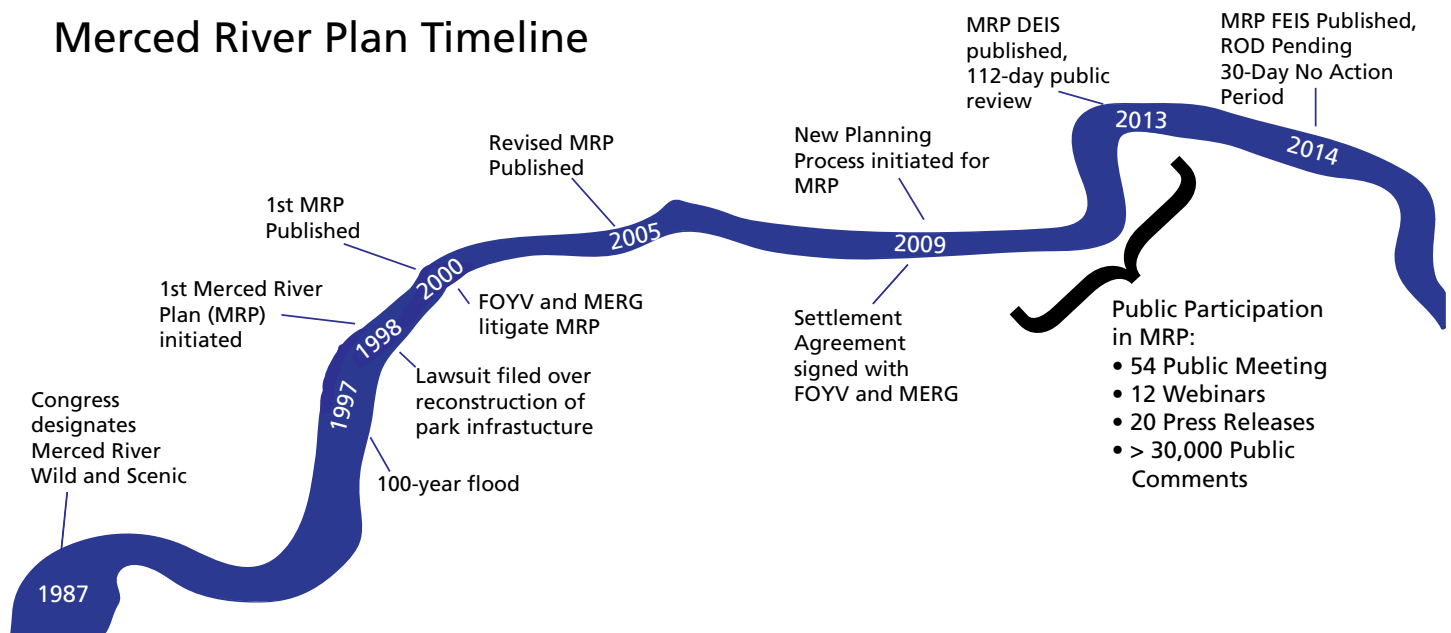 Merced River Plan Timeline
1987
Congress
designates
Merced River
Wild and Scenic
1997
100-year flood
1998
1st Merced River
Plan (MRP)
initiated
Lawsuit filed over
reconstruction of
park infrastucture
2000
1st MRP
Published
FOYV and MERG
litigate MRP
2005
Revised MRP
Published
2009
New Planning
Process initiated for
MRP
Settlement
Agreement
signed with
FOYV and MERG
2013
MRP DEIS
published,
112-day public
review
2014
MRP FEIS Published,
ROD Pending
30-Day No Action
Period
Public Participation
in MRP:
• 54 Public Meeting
• 12 Webinars
• 20 Press Releases
• > 30,000 Public
Comments